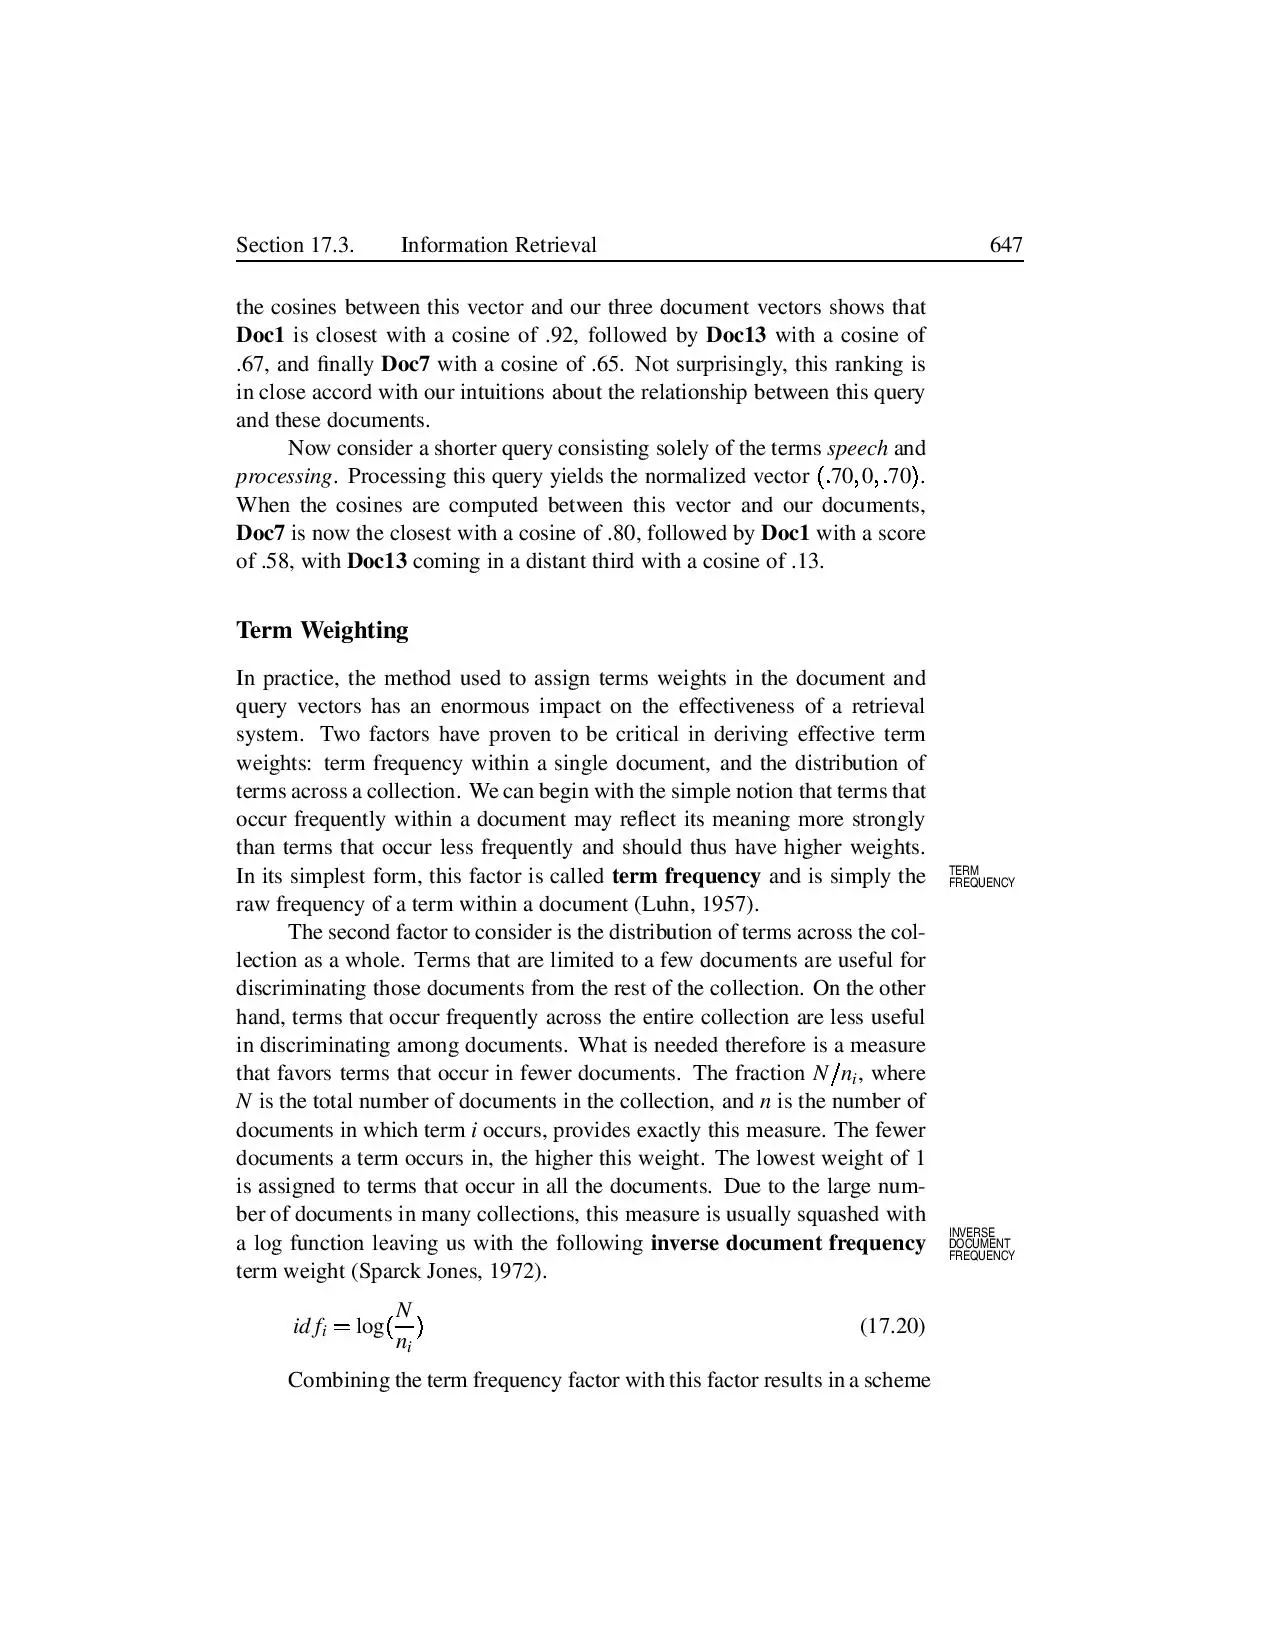 Section 17.3. Information Retrieval 647
the cosines between this vector and our three document vectors shows that
Doc1 is closest with a cosine of .92, followed by Doc13 with a cosine of
.67, and finally Doc7 with a cosine of .65. Not surprisingly, this ranking is
in close accord with our intuitions about the relationship between this query
and these documents.
Now consider a shorter query consisting solely of the terms speech and
processing. Processing this query yields the normalized vector (.70,0,.70).
When the cosines are computed between this vector and our documents,
Doc7 is now the closest with a cosine of .80, followed by Doc1 with a score
of .58, with Doc13 coming in a distant third with a cosine of .13.
Term Weighting
In practice, the method used to assign terms weights in the document and
query vectors has an enormous impact on the effectiveness of a retrieval
system. Two factors have proven to be critical in deriving effective term
weights: term frequency within a single document, and the distribution of
terms across a collection. We can begin with the simple notion that terms that
occur frequently within a document may reflect its meaning more strongly
than terms that occur less frequently and should thus have higher weights.
In its simplest form, this factor is called term frequency and is simply the
TERM
FREQUENCY
raw frequency of a term within a document (Luhn, 1957).
The second factor to consider is the distribution of terms across the col-
lection as a whole. Terms that are limited to a few documents are useful for
discriminating those documents from the rest of the collection. On the other
hand, terms that occur frequently across the entire collection are less useful
in discriminating among documents. What is needed therefore is a measure
that favors terms that occur in fewer documents. The fraction N/nᵢ, where
N is the total number of documents in the collection, and n is the number of
documents in which term i occurs, provides exactly this measure. The fewer
documents a term occurs in, the higher this weight. The lowest weight of 1
is assigned to terms that occur in all the documents. Due to the large num-
ber of documents in many collections, this measure is usually squashed with
a log function leaving us with the following inverse document frequency
INVERSE
DOCUMENT
FREQUENCY
term weight (Sparck Jones, 1972).
idfᵢ = log(N/nᵢ) (17.20)
Combining the term frequency factor with this factor results in a scheme